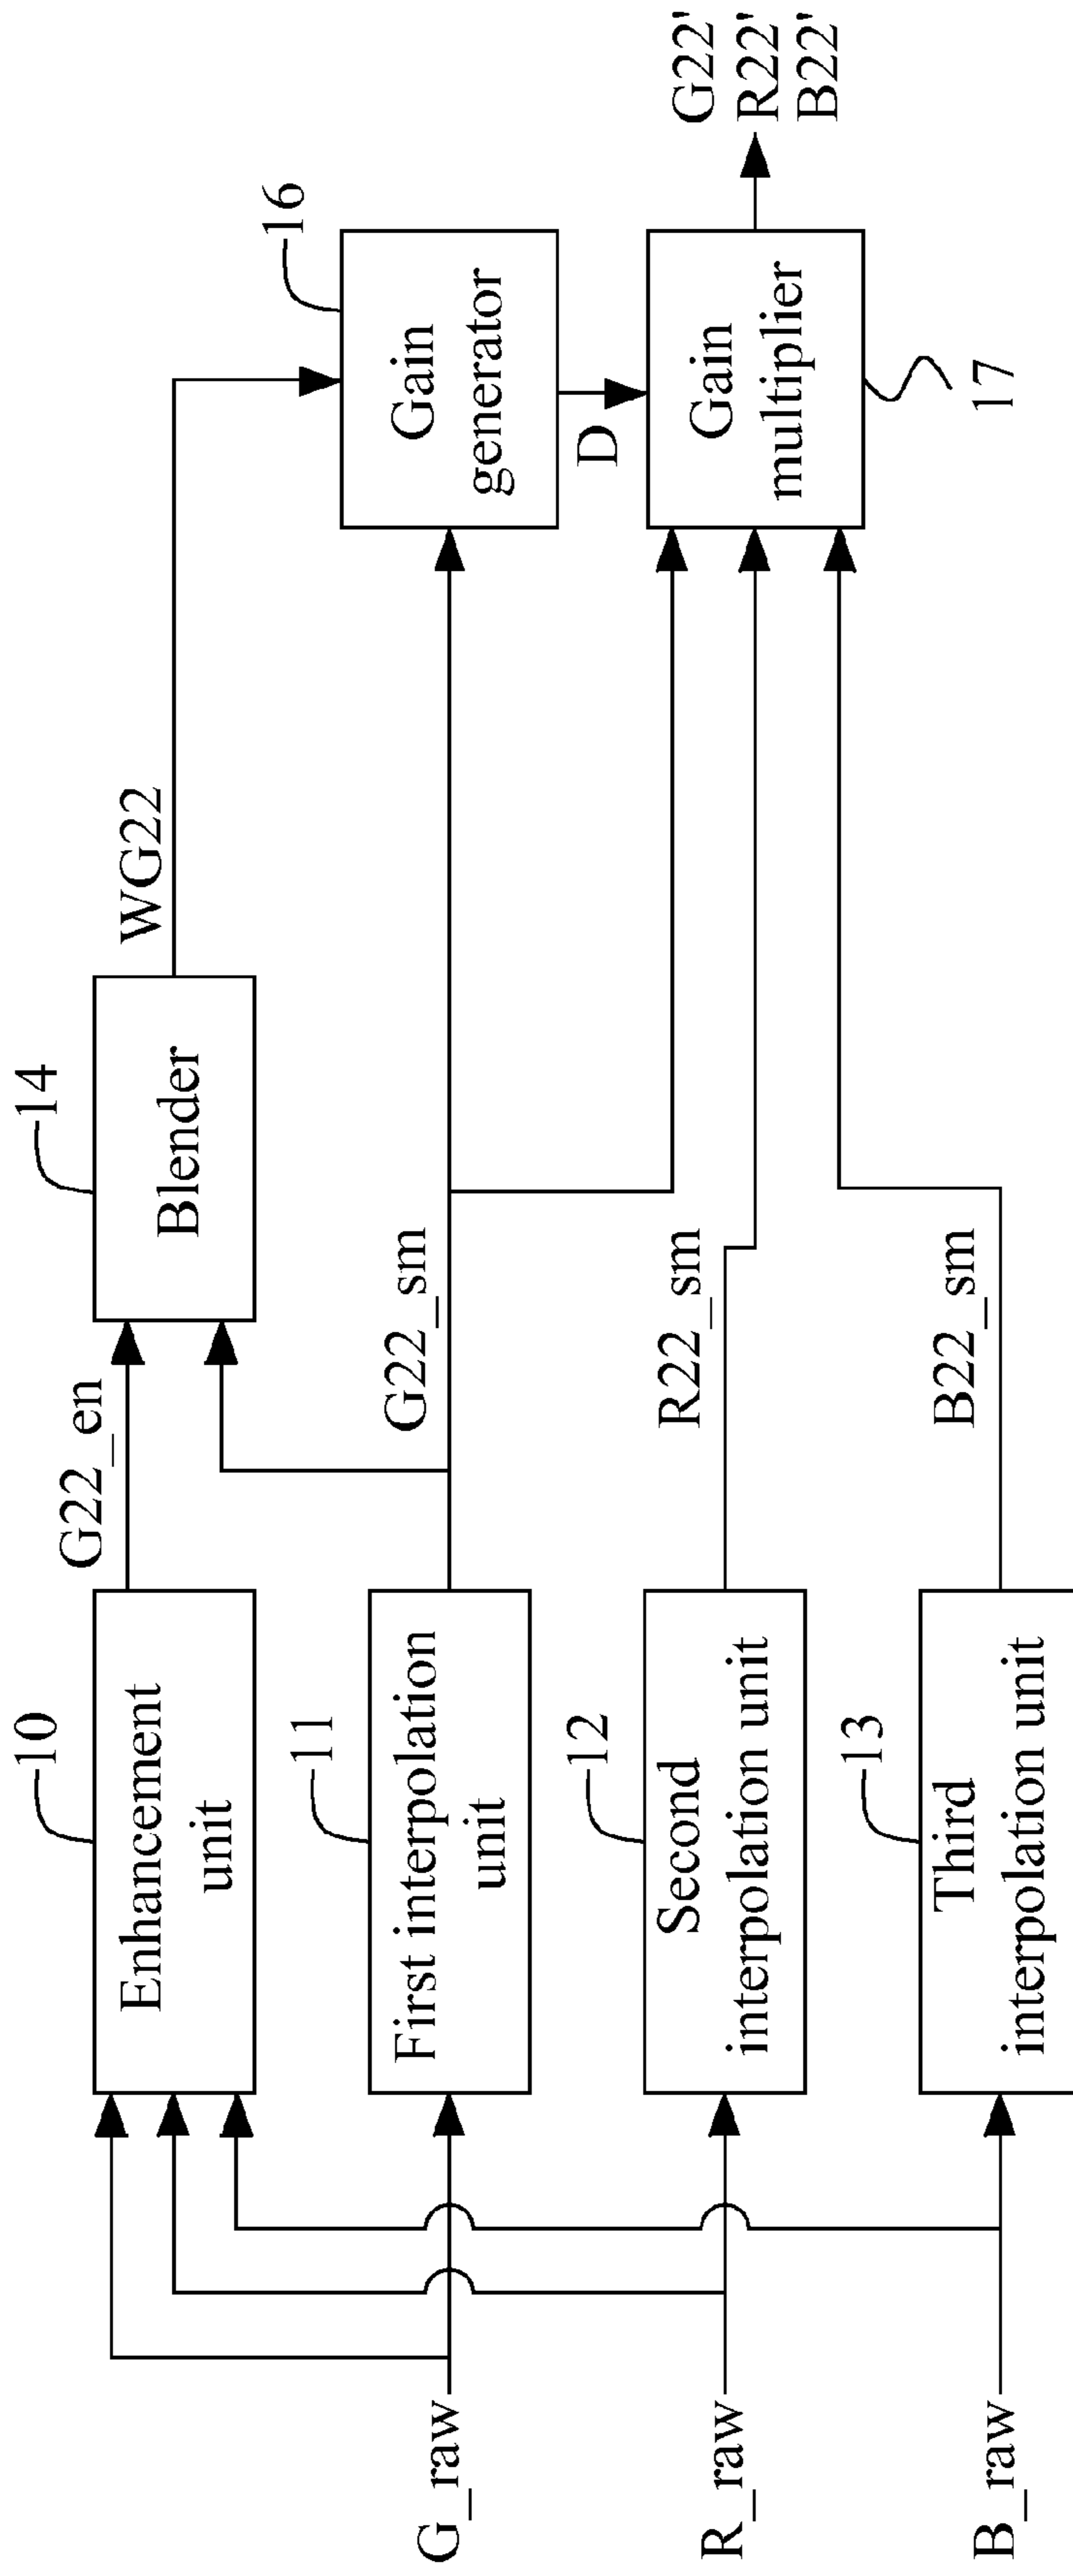 10
Enhancement
unit
G22_en
14
Blender
WG22
11
First interpolation
unit
G22_sm
16
Gain
generator
D
12
Second
interpolation unit
R22_sm
Gain
multiplier
17
G22'
R22'
B22'
13
Third
interpolation unit
B22_sm
G_raw
R_raw
B_raw